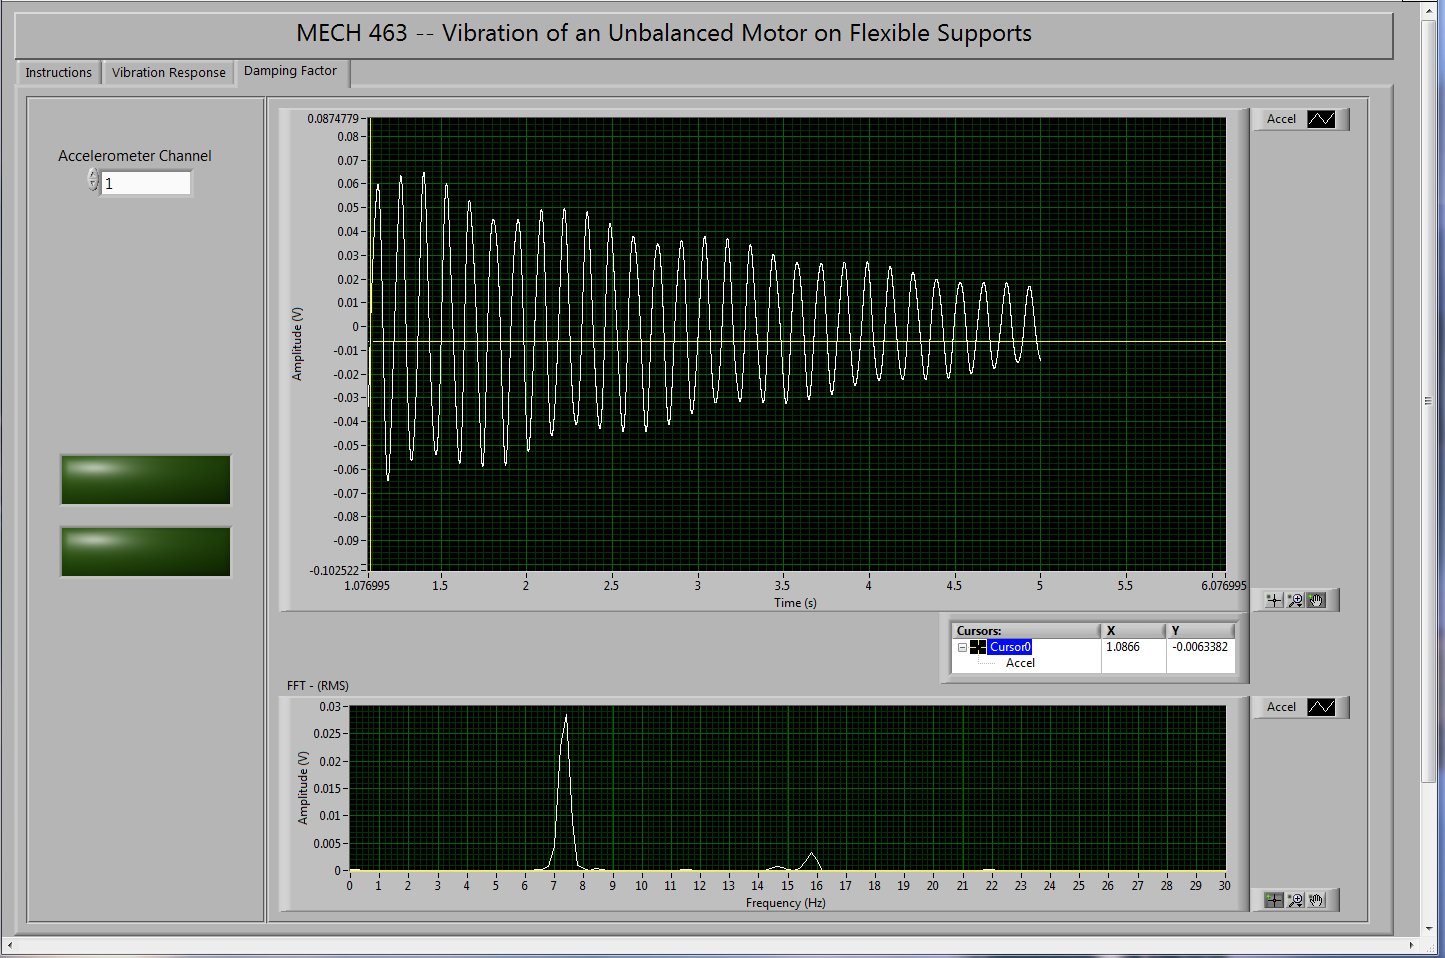 MECH 463 -- Vibration of an Unbalanced Motor on Flexible Supports
Instructions
Vibration Response
Damping Factor
Accelerometer Channel
1
0.0874779
0.08
0.07
0.06
0.05
0.04
0.03
0.02
0.01
0
-0.01
-0.02
-0.03
-0.04
-0.05
-0.06
-0.07
-0.08
-0.09
-0.102522
Amplitude (V)
1.076995 1.5 2 2.5 3 3.5 4 4.5 5 5.5 6.076995
Time (s)
Accel
Cursors: X Y
Cursor0 1.0866 -0.0063382
Accel
FFT - (RMS)
0.03
0.025
0.02
0.015
0.01
0.005
0
Amplitude (V)
0 1 2 3 4 5 6 7 8 9 10 11 12 13 14 15 16 17 18 19 20 21 22 23 24 25 26 27 28 29 30
Frequency (Hz)
Accel